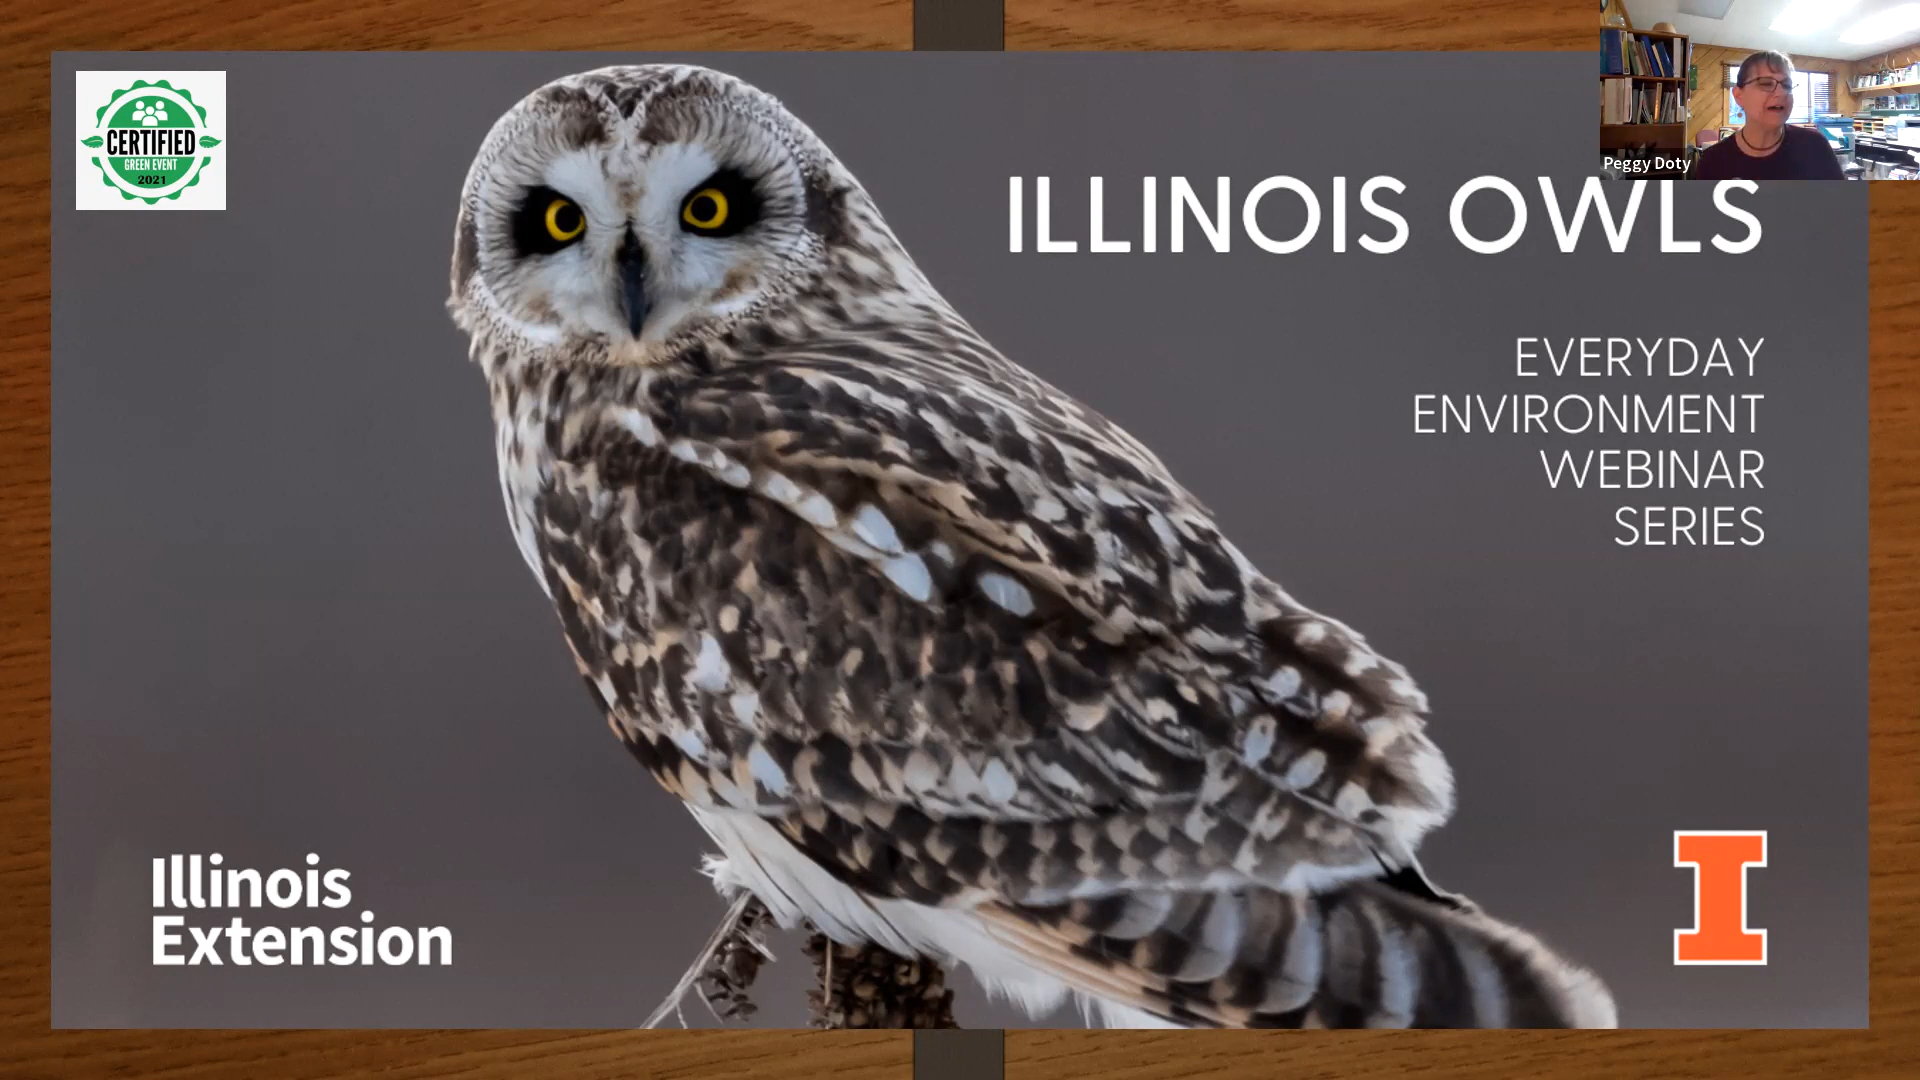 CERTIFIED
GREEN EVENT
2021
Peggy Doty
ILLINOIS OWLS
EVERYDAY
ENVIRONMENT
WEBINAR
SERIES
Illinois
Extension
I